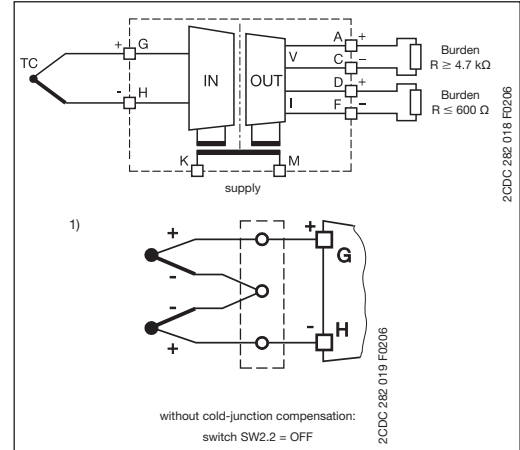 A +
+ G
Burden
TC
V
R ≥ 4.7 kΩ
C –
IN
OUT
D +
- H
Burden
I
R ≤ 600 Ω
F –
K
M
supply
2CDC 282 018 F0206
1)
+
+
G
-
-
-
H
+
without cold-junction compensation:
switch SW2.2 = OFF
2CDC 282 019 F0206